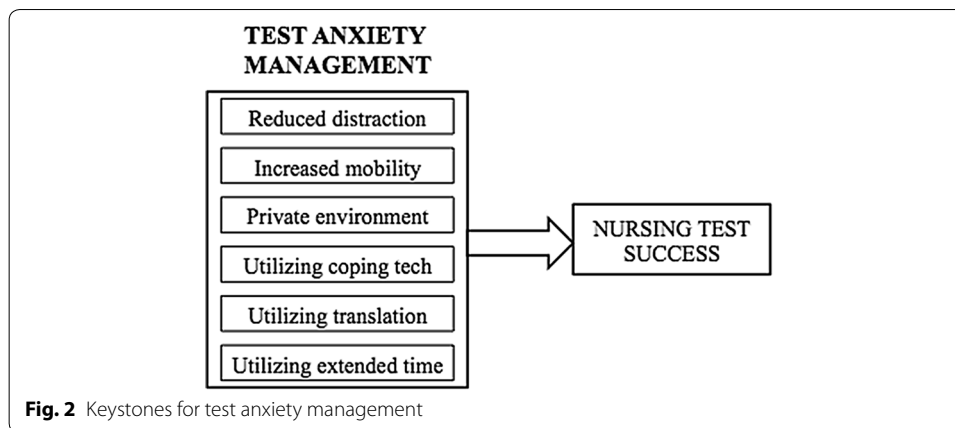 TEST ANXIETY
MANAGEMENT
Reduced distraction
Increased mobility
Private environment
Utilizing coping tech
Utilizing translation
Utilizing extended time
NURSING TEST
SUCCESS
Fig. 2 Keystones for test anxiety management